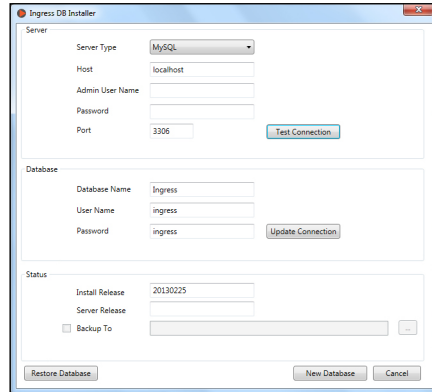 Ingress DB Installer
Server
Server Type MySQL
Host localhost
Admin User Name
Password
Port 3306 Test Connection
Database
Database Name Ingress
User Name ingress
Password ingress Update Connection
Status
Install Release 20130225
Server Release
Backup To ...
Restore Database New Database Cancel